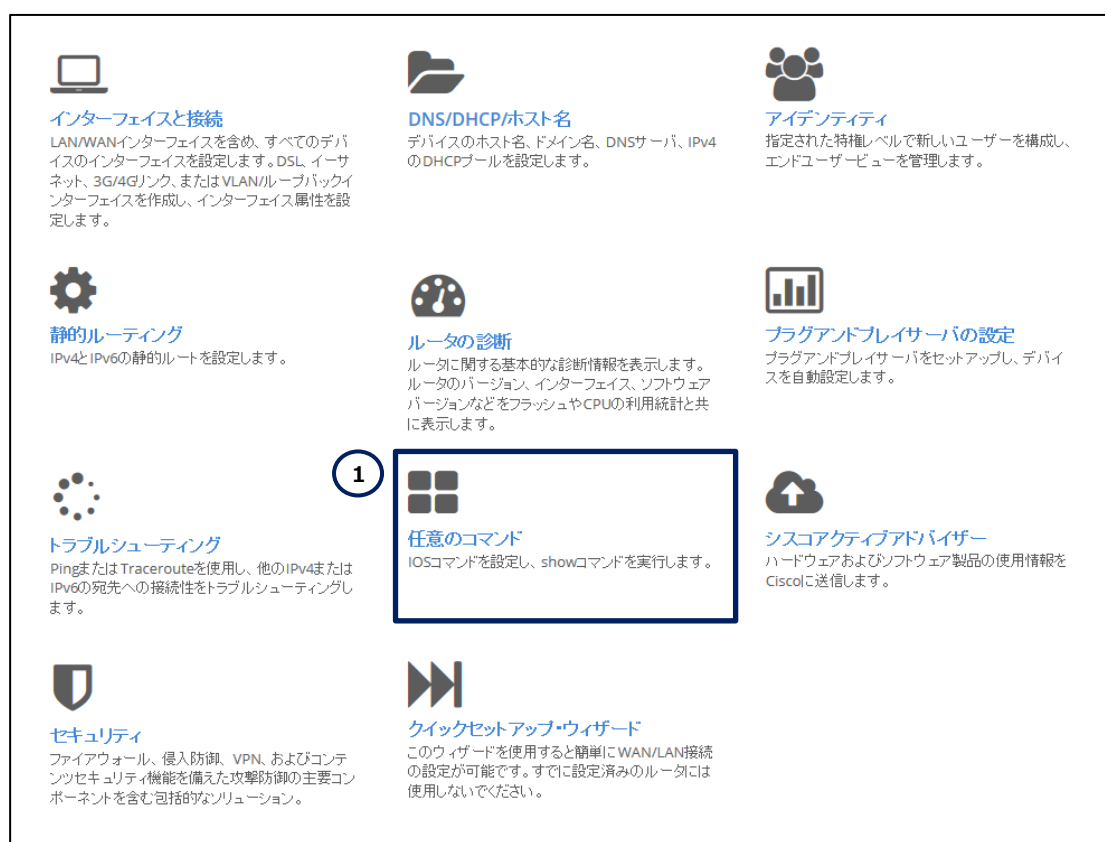 インターフェイスと接続
LAN/WANインターフェイスを含め、すべてのデバ
イスのインターフェイスを設定します。DSL、イーサ
ネット、3G/4Gリンク、またはVLAN/ループバックイ
ンターフェイスを作成し、インターフェイス属性を設
定します。
DNS/DHCP/ホスト名
デバイスのホスト名、ドメイン名、DNSサーバ、IPv4
のDHCPプールを設定します。
アイデンティティ
指定された特権レベルで新しいユーザーを構成し、
エンドユーザービューを管理します。
静的ルーティング
IPv4とIPv6の静的ルートを設定します。
ルータの診断
ルータに関する基本的な診断情報を表示します。
ルータのバージョン、インターフェイス、ソフトウェア
バージョンなどをフラッシュやCPUの利用統計と共
に表示します。
プラグアンドプレイサーバの設定
プラグアンドプレイサーバをセットアップし、デバイ
スを自動設定します。
トラブルシューティング
PingまたはTracerouteを使用し、他のIPv4または
IPv6の宛先への接続性をトラブルシューティングし
ます。
1
任意のコマンド
IOSコマンドを設定し、showコマンドを実行します。
シスコアクティブアドバイザー
ハードウェアおよびソフトウェア製品の使用情報を
Ciscoに送信します。
セキュリティ
ファイアウォール、侵入防御、VPN、およびコンテ
ンツセキュリティ機能を備えた攻撃防御の主要コン
ポーネントを含む包括的なソリューション。
クイックセットアップ・ウィザード
このウィザードを使用すると簡単にWAN/LAN接続
の設定が可能です。すでに設定済みのルータには
使用しないでください。